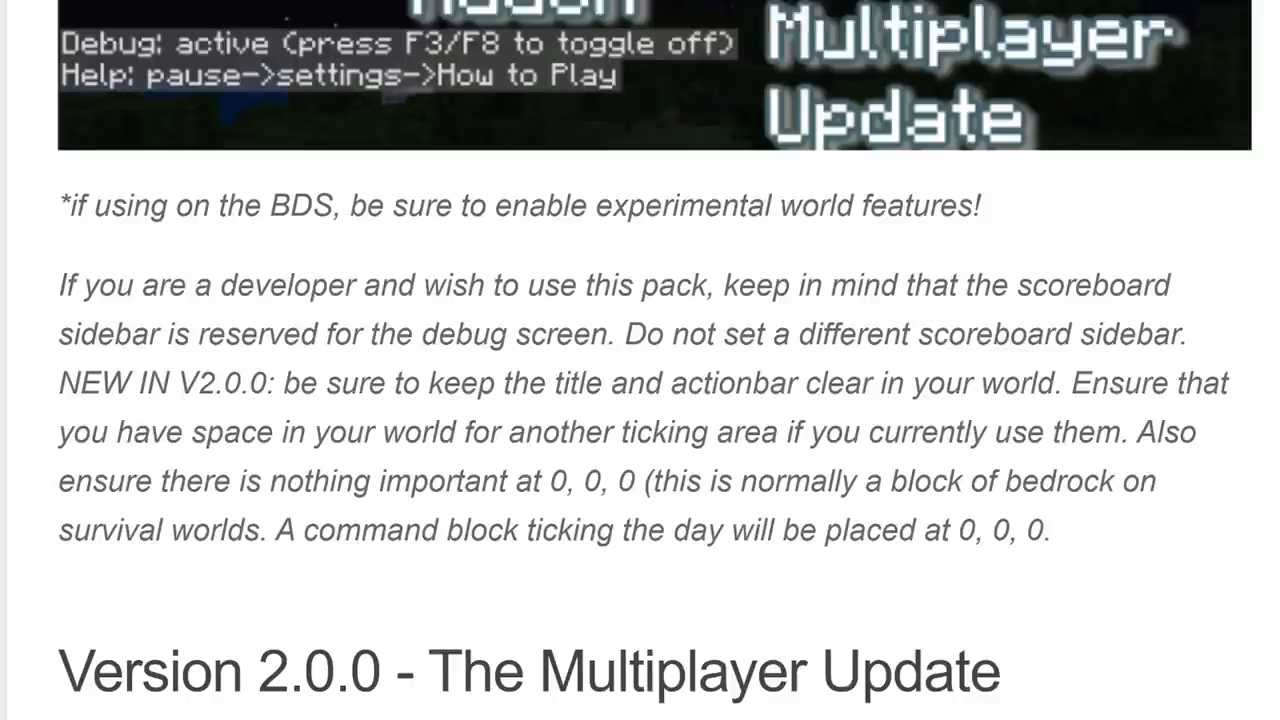 Debug: active (press F3/F8 to toggle off)
Help: pause->settings->How to Play
Multiplayer
Update
*if using on the BDS, be sure to enable experimental world features!
If you are a developer and wish to use this pack, keep in mind that the scoreboard
sidebar is reserved for the debug screen. Do not set a different scoreboard sidebar.
NEW IN V2.0.0: be sure to keep the title and actionbar clear in your world. Ensure that
you have space in your world for another ticking area if you currently use them. Also
ensure there is nothing important at 0, 0, 0 (this is normally a block of bedrock on
survival worlds. A command block ticking the day will be placed at 0, 0, 0.
Version 2.0.0 - The Multiplayer Update